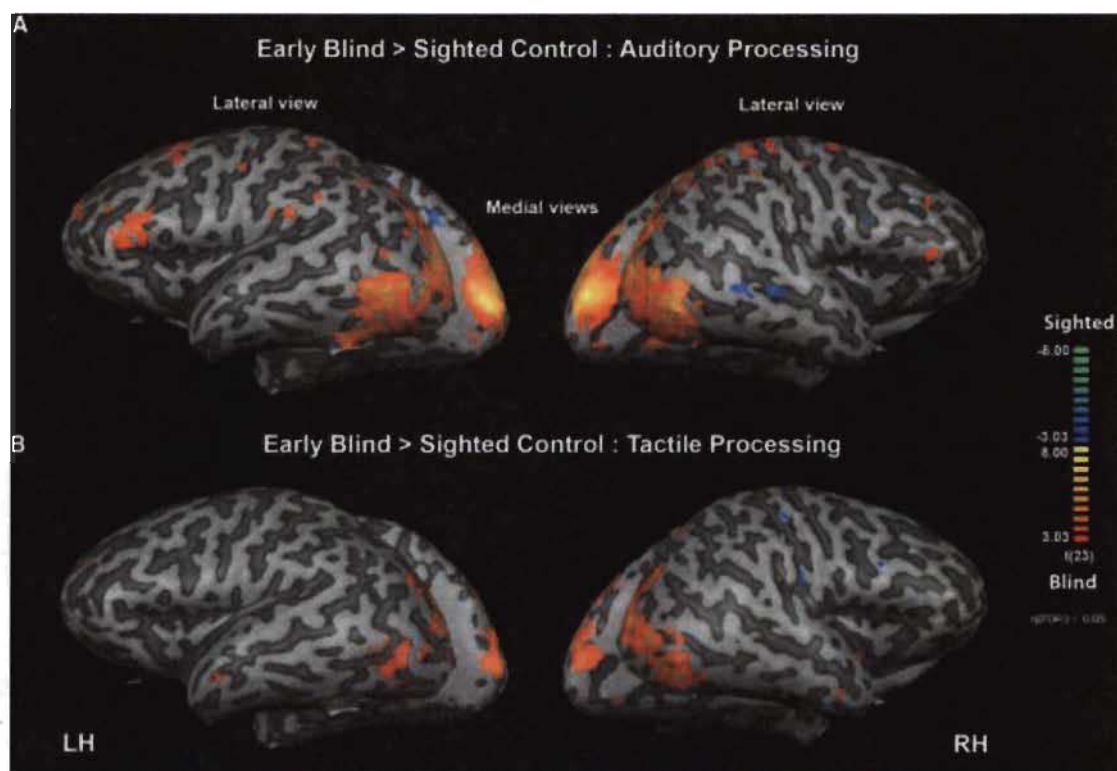 A
Early Blind > Sighted Control : Auditory Processing
Lateral view
Lateral view
Medial views
Sighted
-8.00
-3.03
8.00
3.03
t(23)
Blind
B
Early Blind > Sighted Control : Tactile Processing
LH
RH